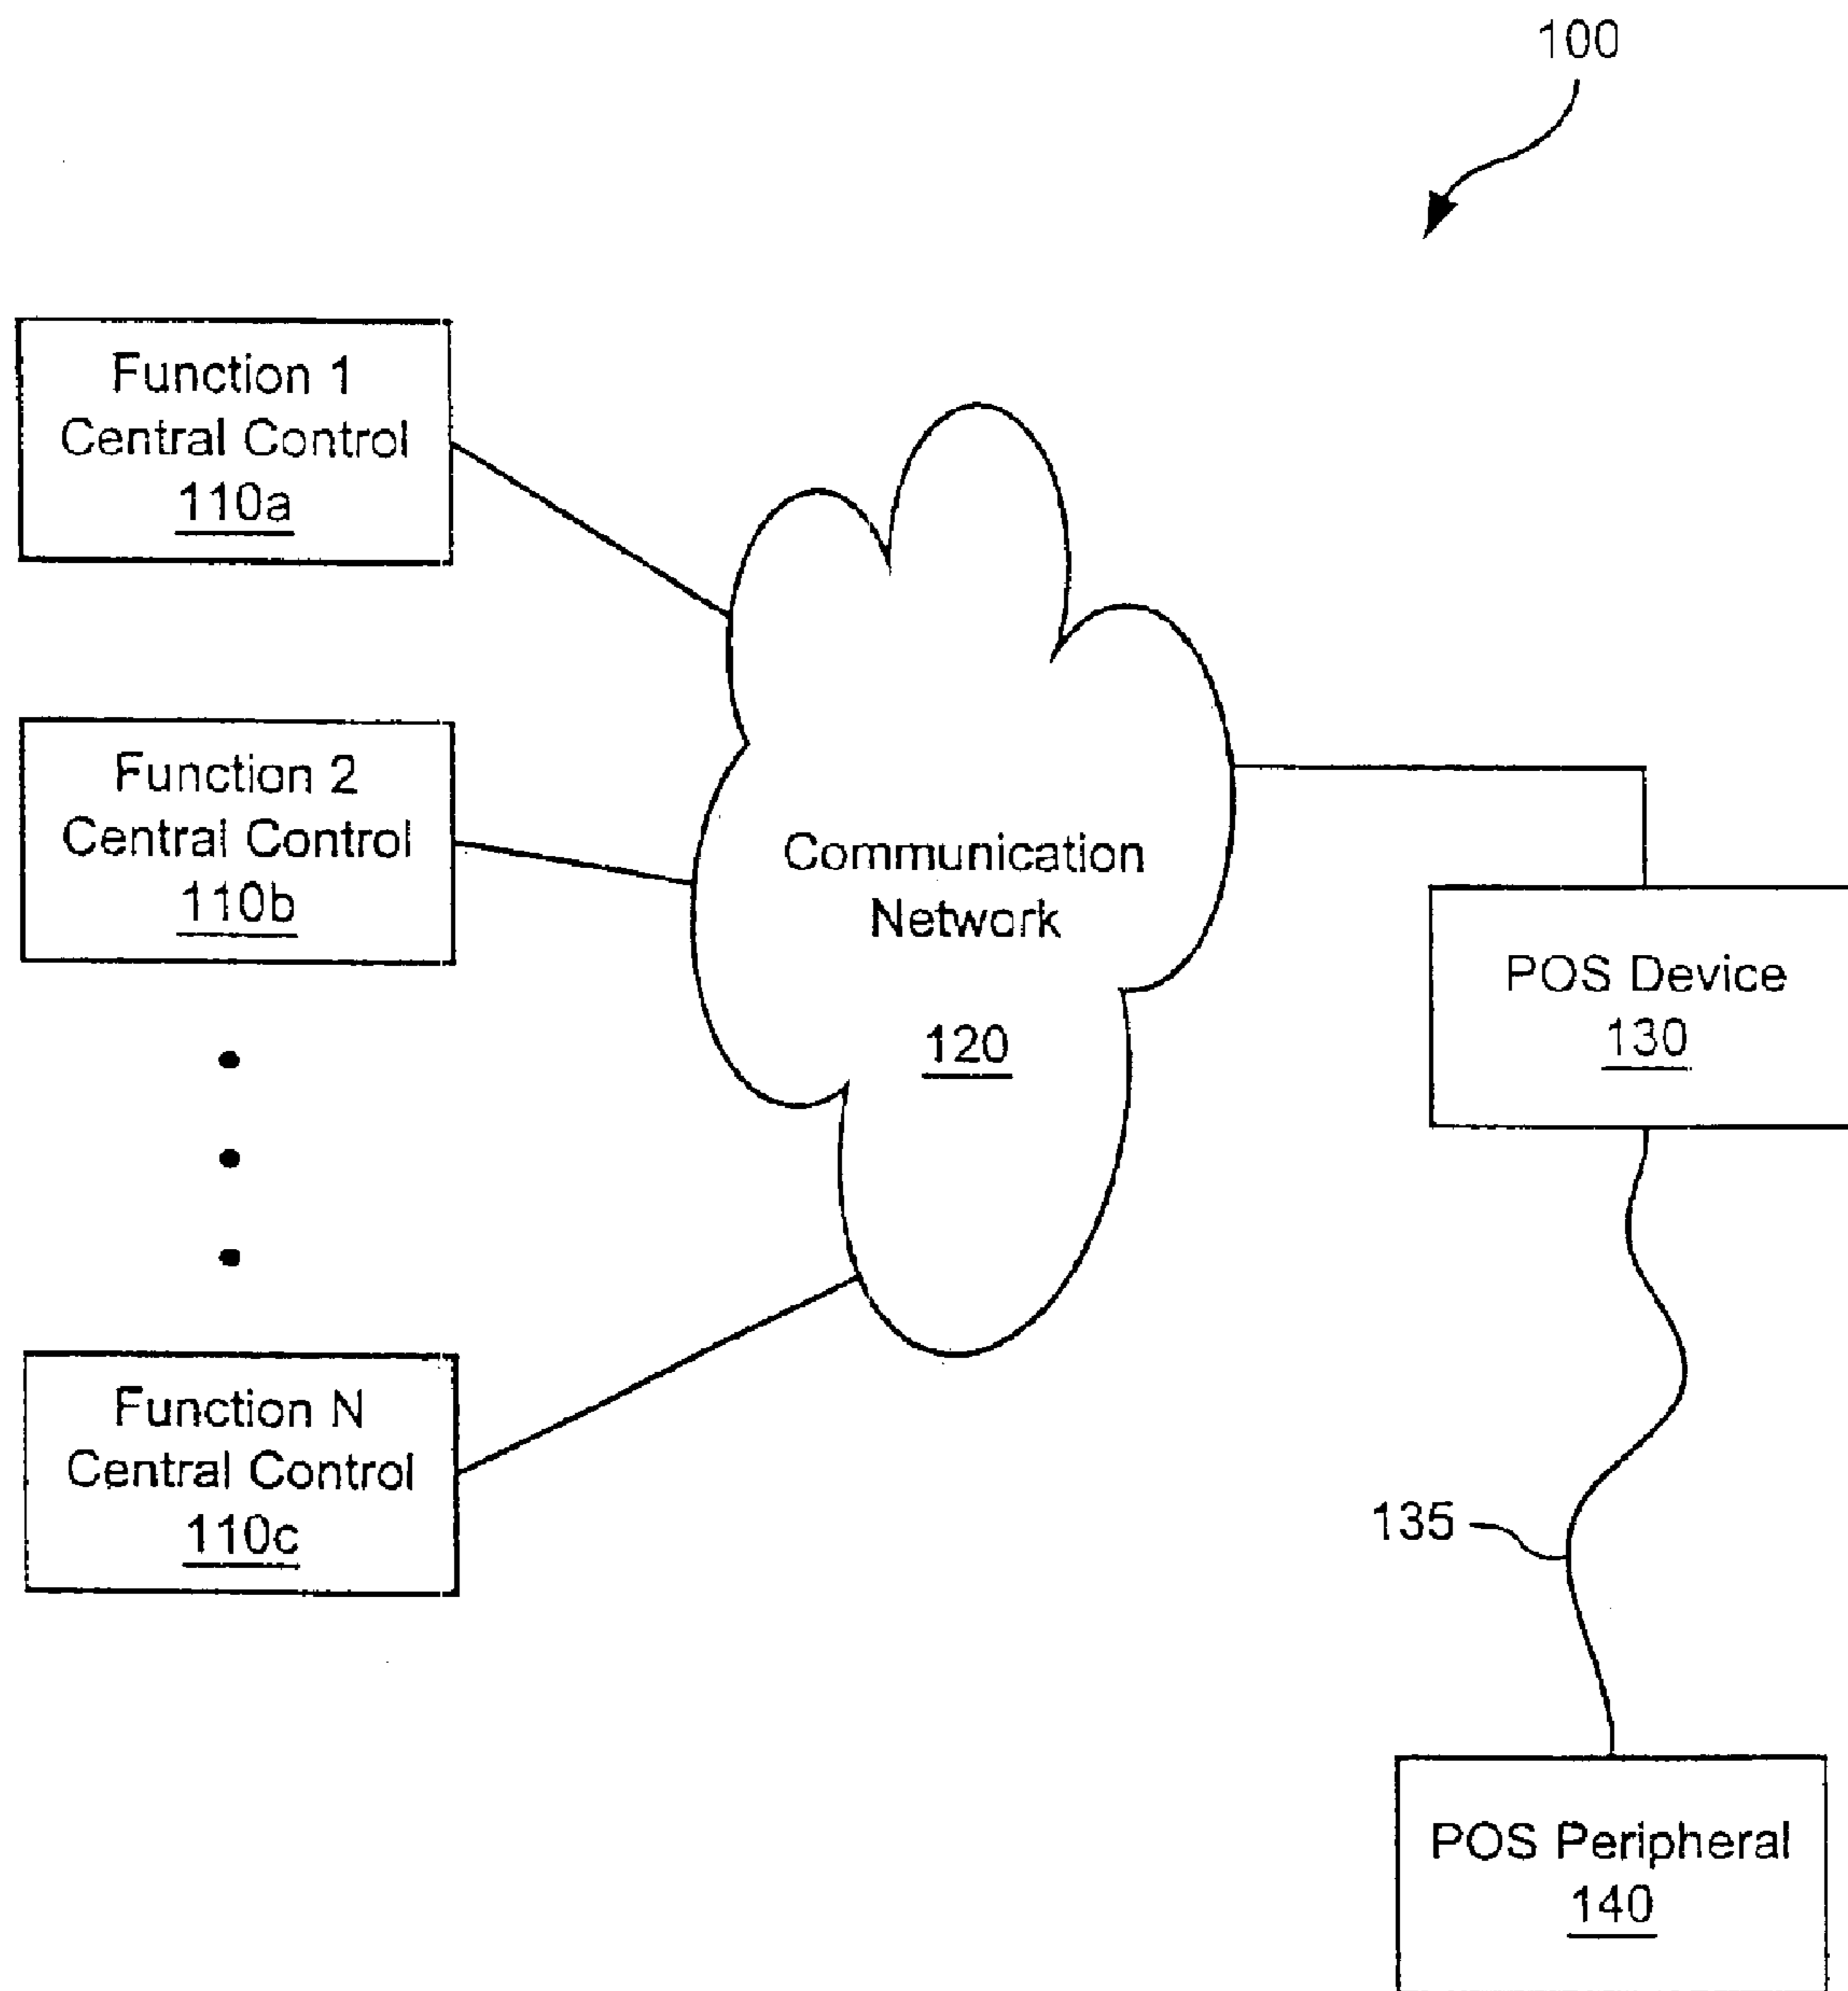 100
Function 1
Central Control
110a
Function 2
Central Control
110b
Communication
Network
120
POS Device
130
Function N
Central Control
110c
135
POS Peripheral
140